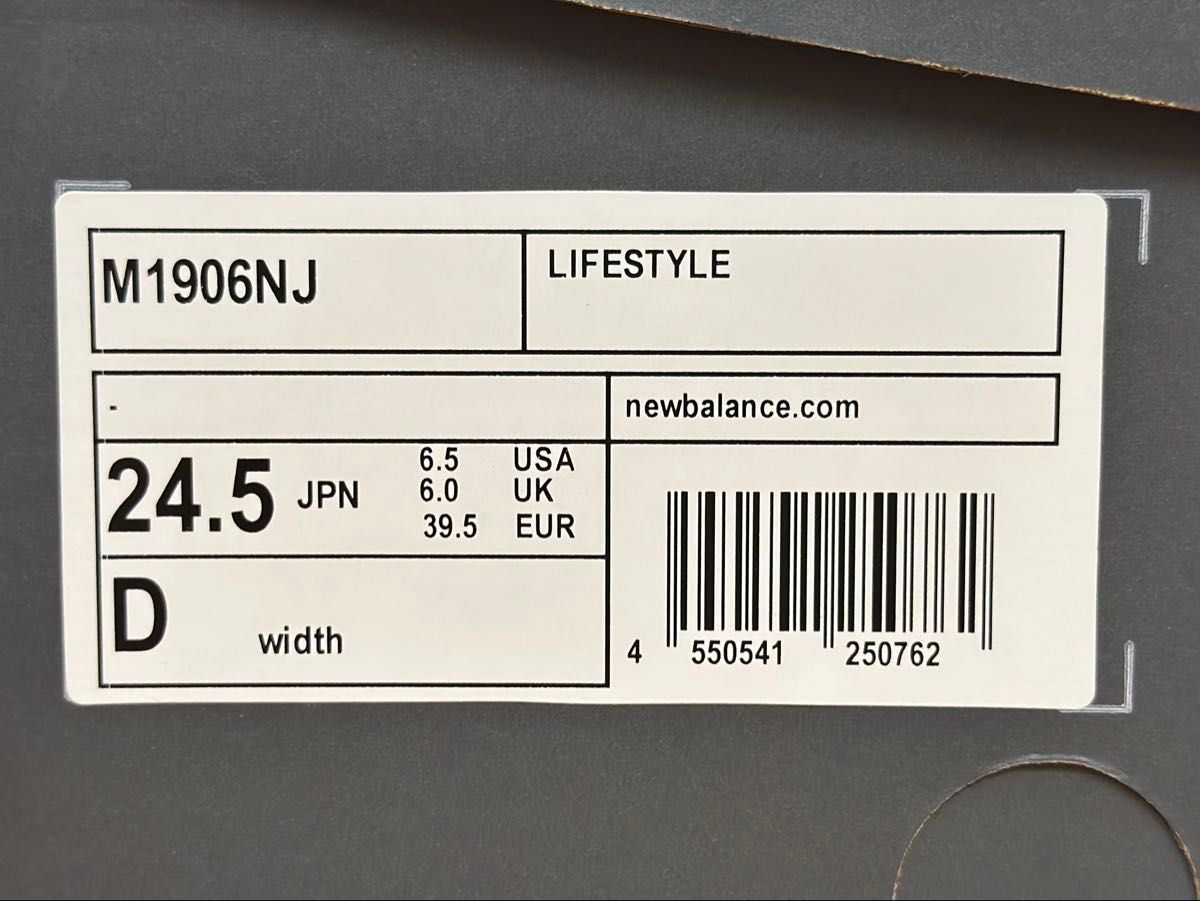 M1906NJ
LIFESTYLE
-
newbalance.com
24.5 JPN
6.5 USA
6.0 UK
39.5 EUR
D width
4 550541 250762